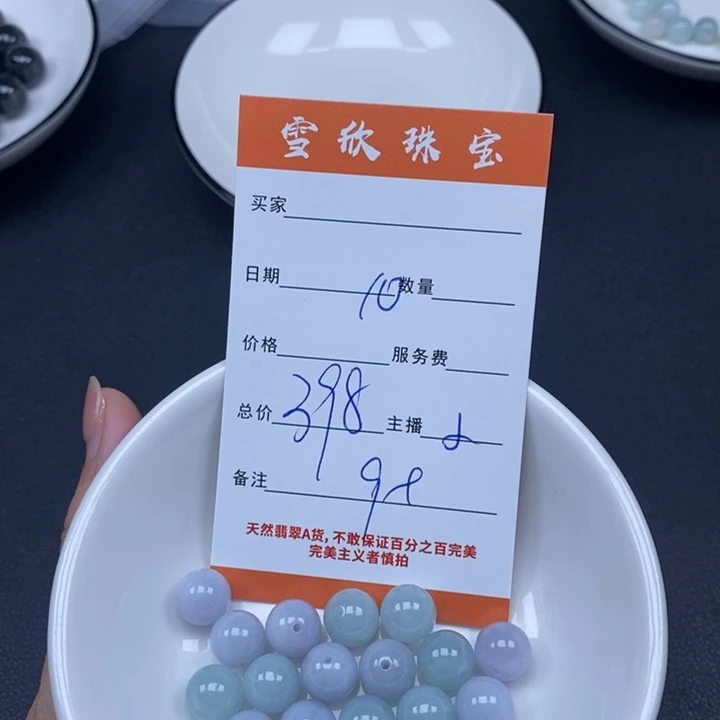 雪欣珠宝
买家
日期 10 数量
价格 服务费
总价 398 主播
备注 98
天然翡翠A货,不敢保证百分之百完美
完美主义者慎拍